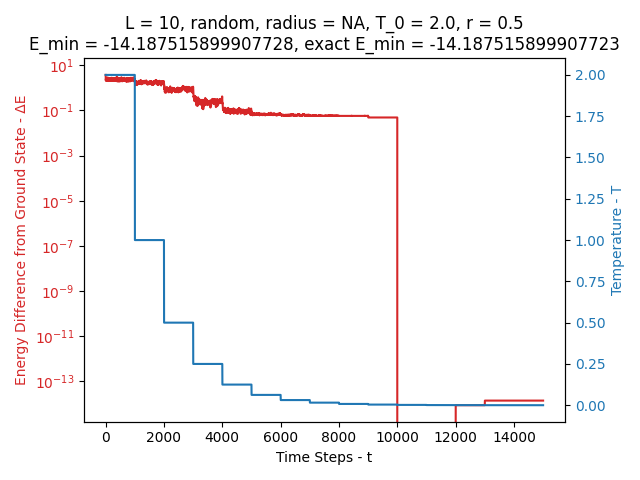 L = 10, random, radius = NA, T_0 = 2.0, r = 0.5
E_min = -14.187515899907728, exact E_min = -14.187515899907723
Energy Difference from Ground State - ΔE
10¹
10⁻¹
10⁻³
10⁻⁵
10⁻⁷
10⁻⁹
10⁻¹¹
10⁻¹³
2.00
1.75
1.50
1.25
1.00
0.75
0.50
0.25
0.00
Temperature - T
0 2000 4000 6000 8000 10000 12000 14000
Time Steps - t